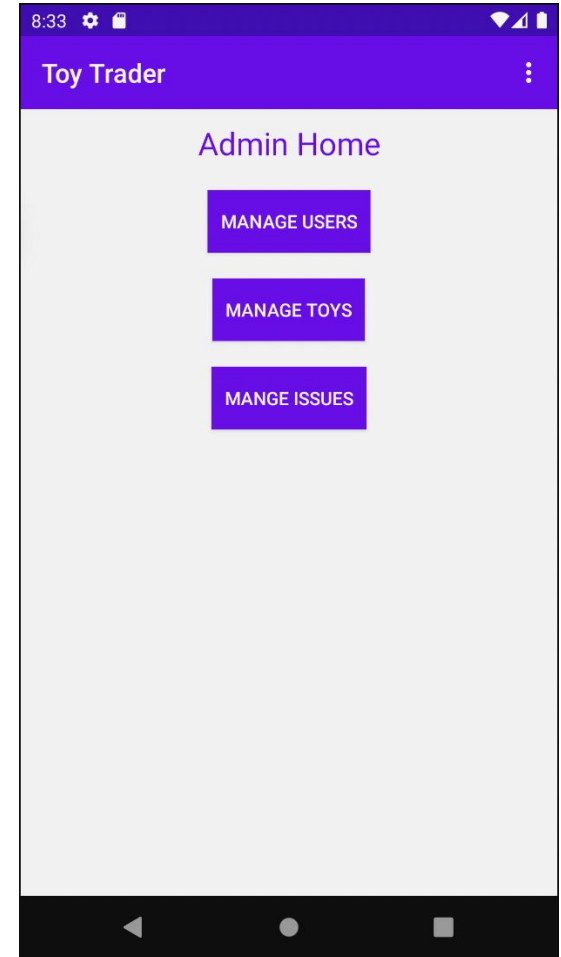 8:33
Toy Trader
Admin Home
MANAGE USERS
MANAGE TOYS
MANGE ISSUES